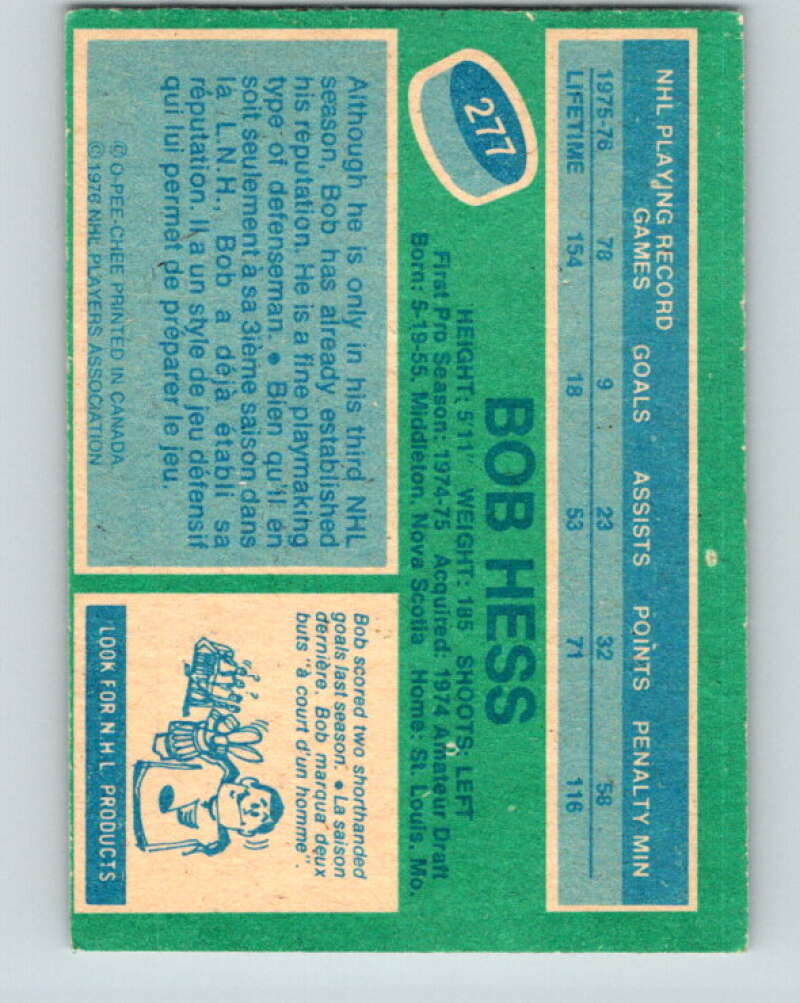 NHL PLAYING RECORD
GAMES GOALS ASSISTS POINTS PENALTY MIN
1975-76 78 9 23 32 58
LIFETIME 154 18 53 71 116
277
BOB HESS
HEIGHT: 5'11" WEIGHT: 185 SHOOTS: LEFT
First Pro Season: 1974-75 Acquired: 1974 Amateur Draft
Born: 5-19-55, Middleton, Nova Scotia Home: St. Louis, Mo.
Although he is only in his third NHL
season, Bob has already established
his reputation. He is a fine playmaking
type of defenseman. • Bien qu'il en
soit seulement à sa 3ième saison dans
la L.N.H., Bob a déjà établi sa
réputation. Il a un style de jeu défensif
qui lui permet de préparer le jeu.
©O-PEE-CHEE PRINTED IN CANADA
©1976 NHL PLAYERS ASSOCIATION
Bob scored two shorthanded
goals last season. • La saison
dernière, Bob marqua deux
buts "à court d'un homme".
LOOK FOR N.H.L. PRODUCTS